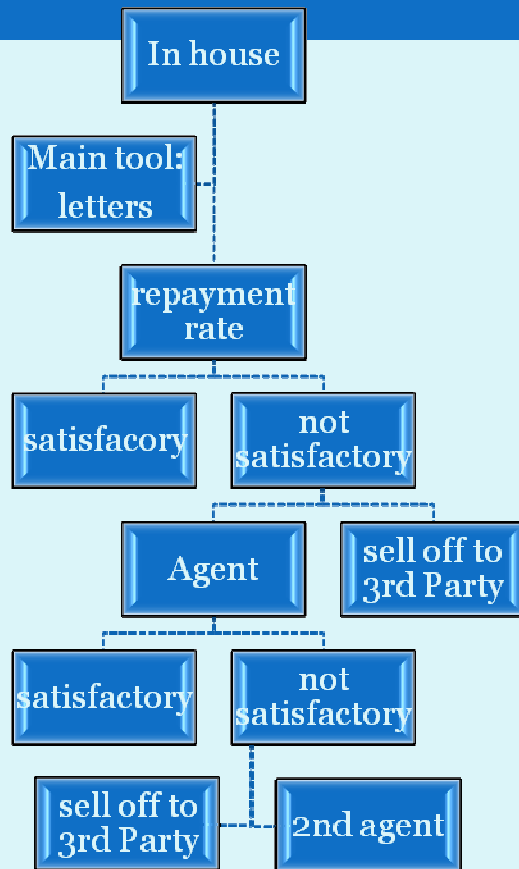 In house
Main tool:
letters
repayment
rate
satisfacory
not
satisfactory
Agent
sell off to
3rd Party
satisfactory
not
satisfactory
sell off to
3rd Party
2nd agent